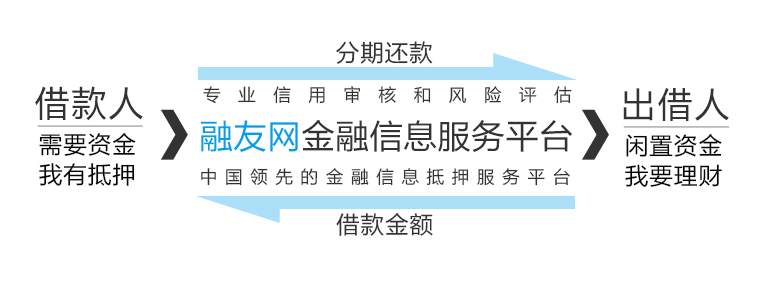 分期还款
借款人
需要资金
我有抵押
专业信用审核和风险评估
融友网金融信息服务平台
中国领先的金融信息抵押服务平台
出借人
闲置资金
我要理财
借款金额